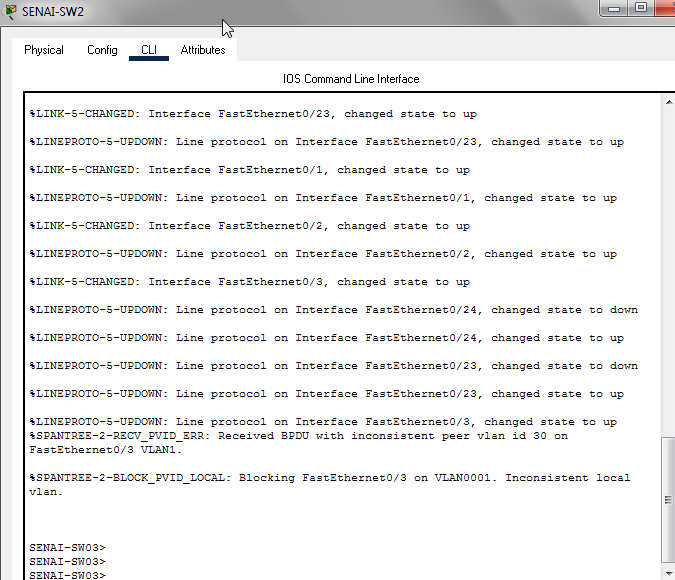 SENAI-SW2
Physical Config CLI Attributes
IOS Command Line Interface
%LINK-5-CHANGED: Interface FastEthernet0/23, changed state to up
%LINEPROTO-5-UPDOWN: Line protocol on Interface FastEthernet0/23, changed state to up
%LINK-5-CHANGED: Interface FastEthernet0/1, changed state to up
%LINEPROTO-5-UPDOWN: Line protocol on Interface FastEthernet0/1, changed state to up
%LINK-5-CHANGED: Interface FastEthernet0/2, changed state to up
%LINEPROTO-5-UPDOWN: Line protocol on Interface FastEthernet0/2, changed state to up
%LINK-5-CHANGED: Interface FastEthernet0/3, changed state to up
%LINEPROTO-5-UPDOWN: Line protocol on Interface FastEthernet0/24, changed state to down
%LINEPROTO-5-UPDOWN: Line protocol on Interface FastEthernet0/24, changed state to up
%LINEPROTO-5-UPDOWN: Line protocol on Interface FastEthernet0/23, changed state to down
%LINEPROTO-5-UPDOWN: Line protocol on Interface FastEthernet0/23, changed state to up
%LINEPROTO-5-UPDOWN: Line protocol on Interface FastEthernet0/3, changed state to up
%SPANTREE-2-RECV_PVID_ERR: Received BPDU with inconsistent peer vlan id 30 on
FastEthernet0/3 VLAN1.
%SPANTREE-2-BLOCK_PVID_LOCAL: Blocking FastEthernet0/3 on VLAN0001. Inconsistent local
vlan.
SENAI-SW03>
SENAI-SW03>
SENAI-SW03>